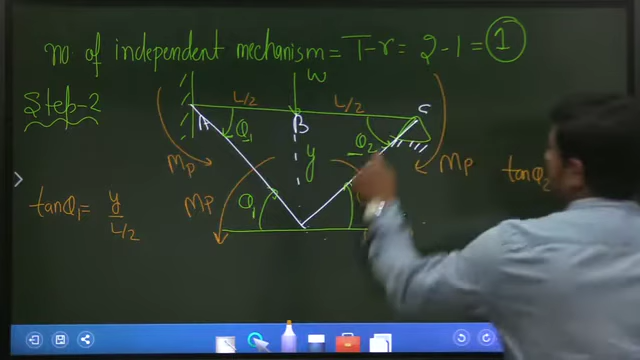 no. of independent mechanism = T-r = 2-1 = 1
Step-2
W
L/2 L/2
A B C
θ1 θ2
y
Mp Mp Mp
θ1
tanθ1 = y / L/2
tanθ2